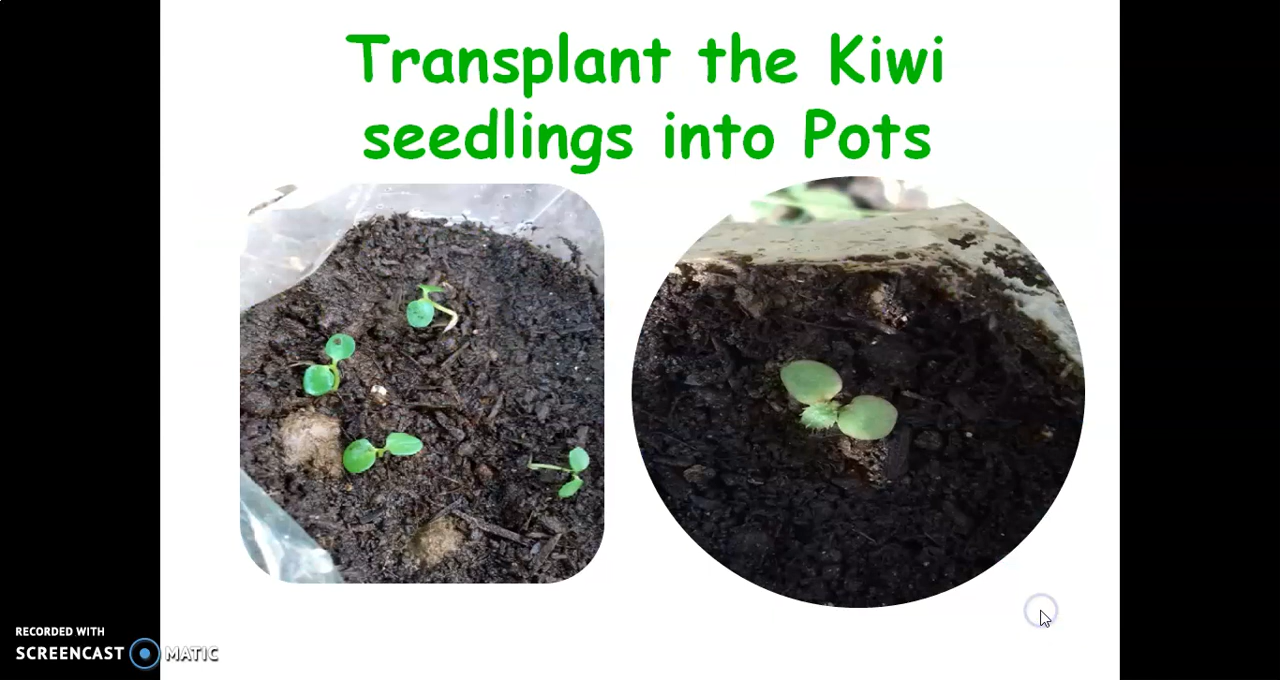 Transplant the Kiwi
seedlings into Pots
RECORDED WITH
SCREENCAST MATIC